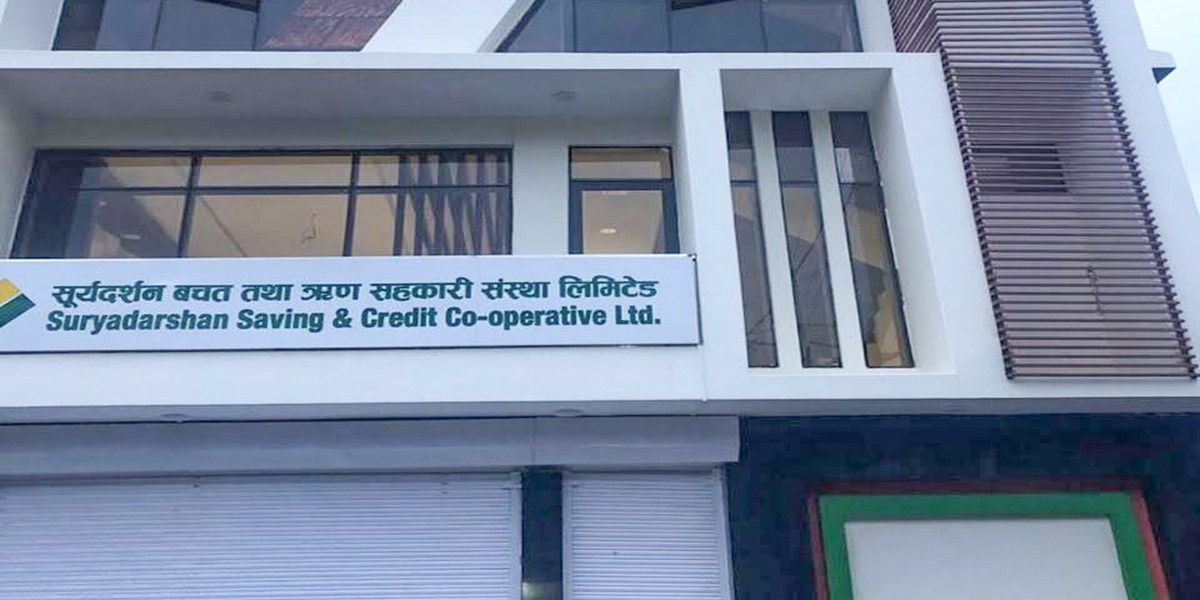 सूर्यदर्शन बचत तथा ऋण सहकारी संस्था लिमिटेड
Suryadarshan Saving & Credit Co-operative Ltd.